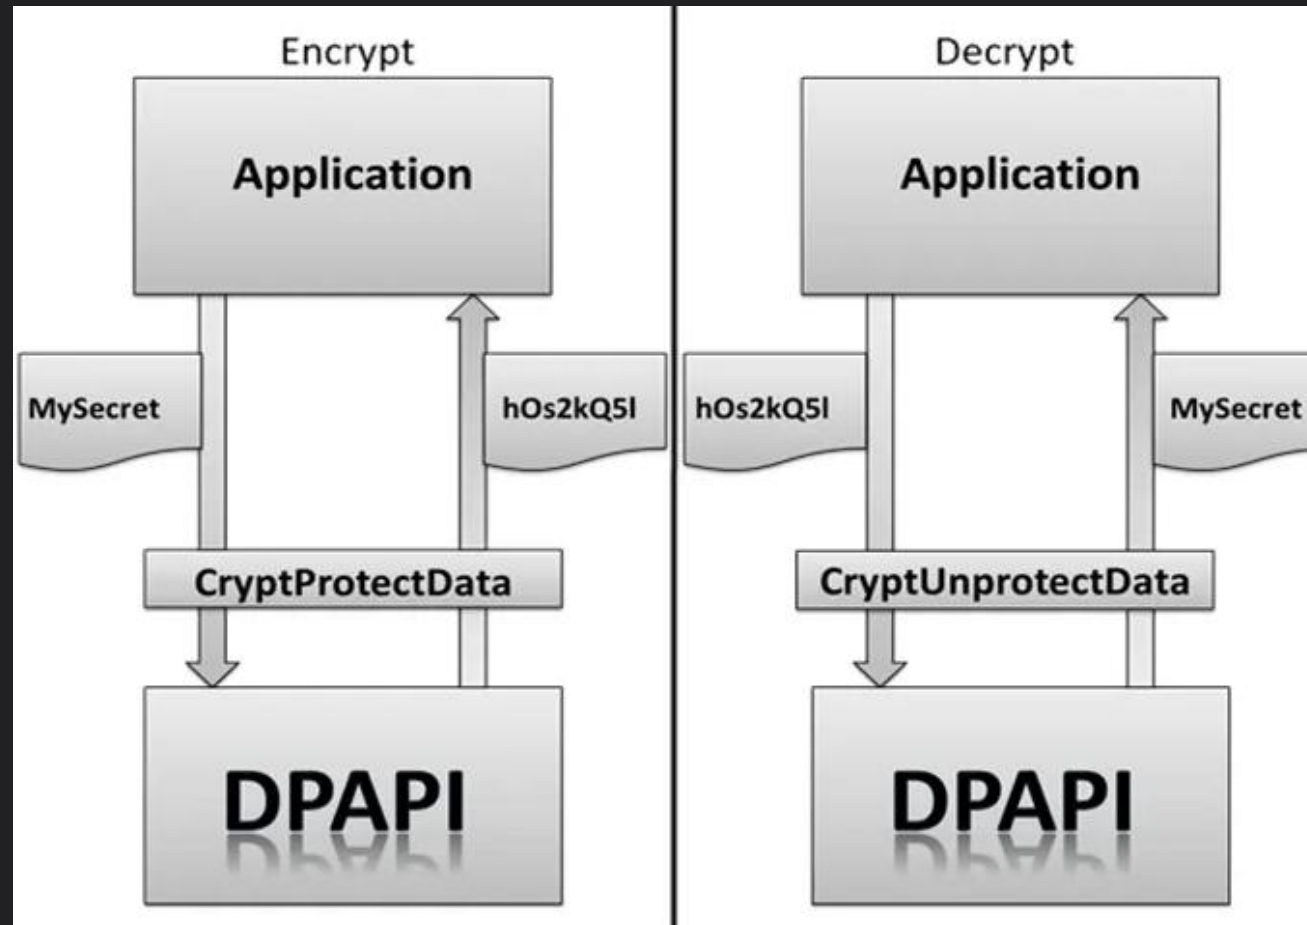 Encrypt
Application
MySecret
hOs2kQ5l
CryptProtectData
DPAPI
Decrypt
Application
hOs2kQ5l
MySecret
CryptUnprotectData
DPAPI